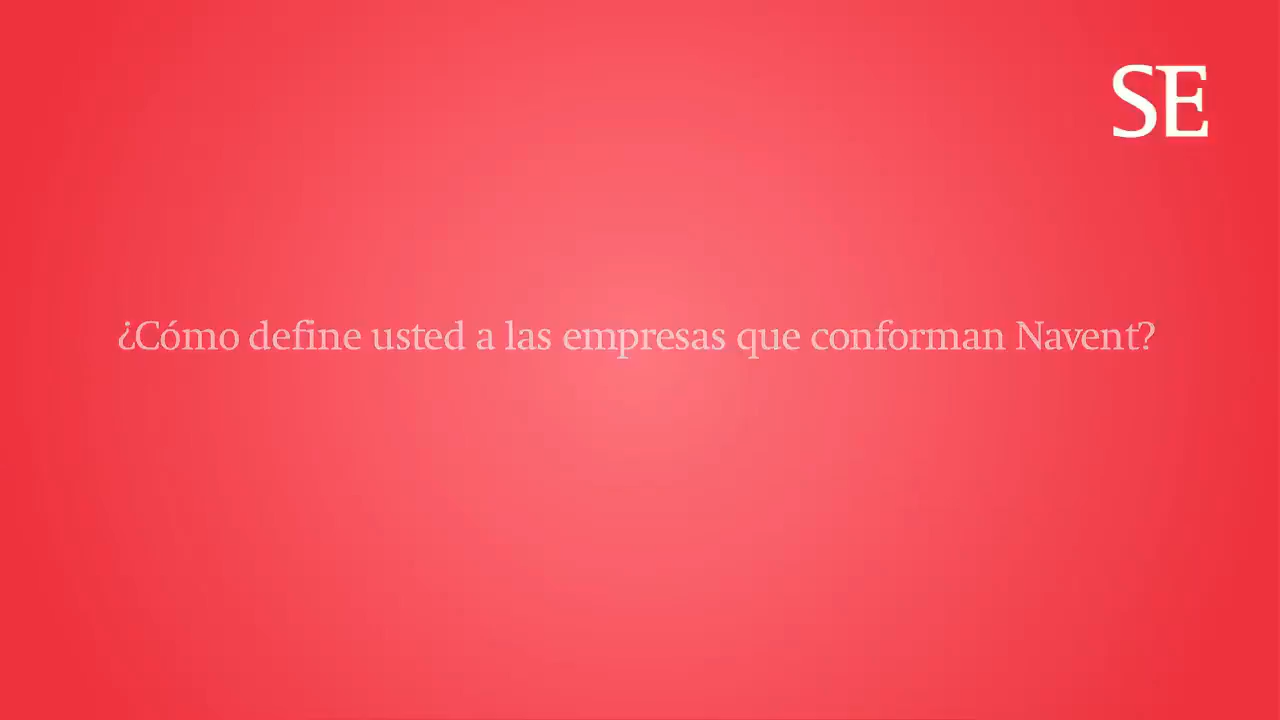 SE
¿Cómo define usted a las empresas que conforman Navent?